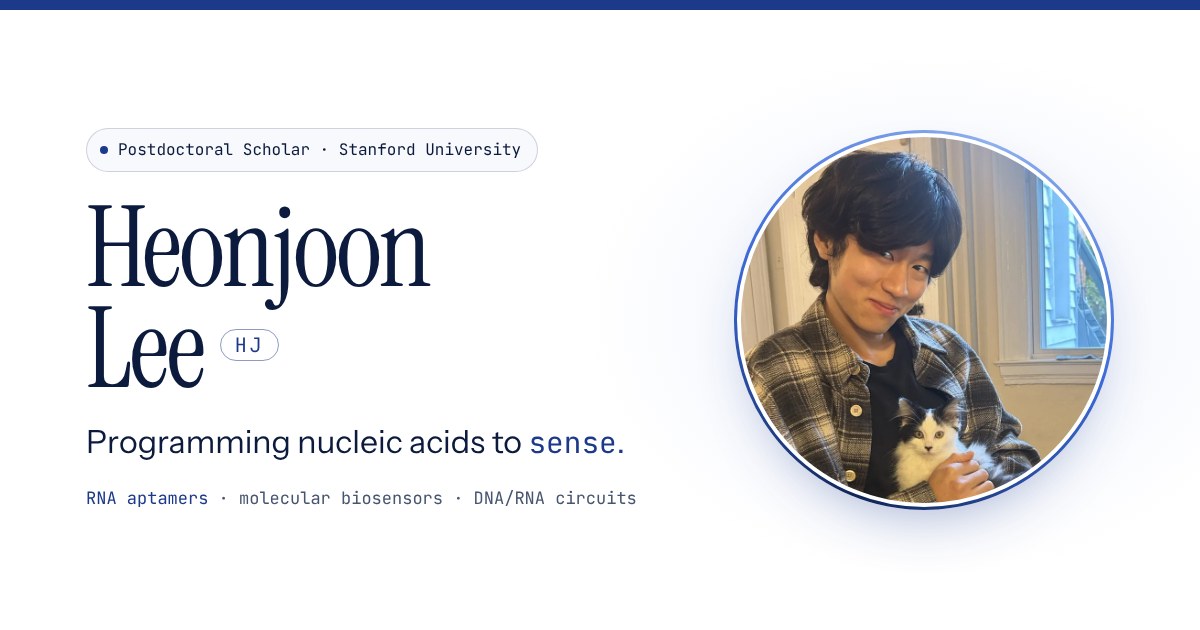 Postdoctoral Scholar · Stanford University
Heonjoon
Lee HJ
Programming nucleic acids to sense.
RNA aptamers · molecular biosensors · DNA/RNA circuits